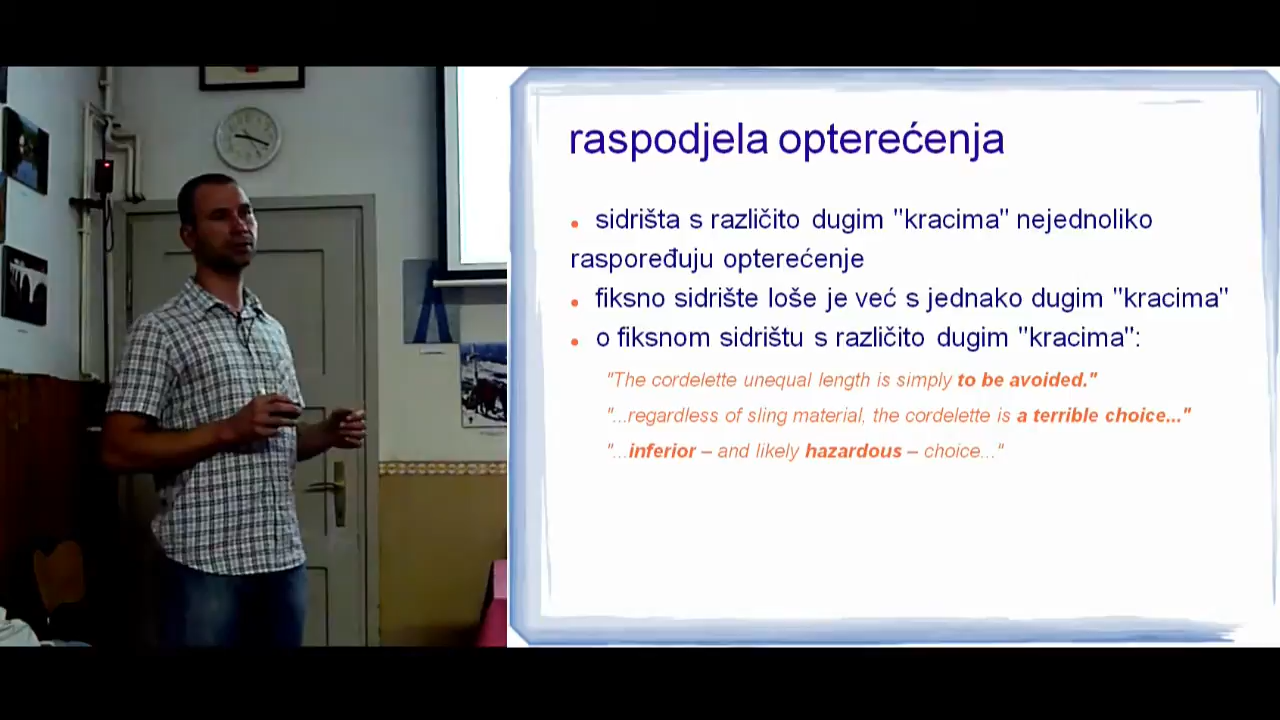 raspodjela opterećenja
• sidrišta s različito dugim "kracima" nejednoliko
raspoređuju opterećenje
• fiksno sidrište loše je već s jednako dugim "kracima"
• o fiksnom sidrištu s različito dugim "kracima":
"The cordelette unequal length is simply to be avoided."
"...regardless of sling material, the cordelette is a terrible choice..."
"...inferior – and likely hazardous – choice..."